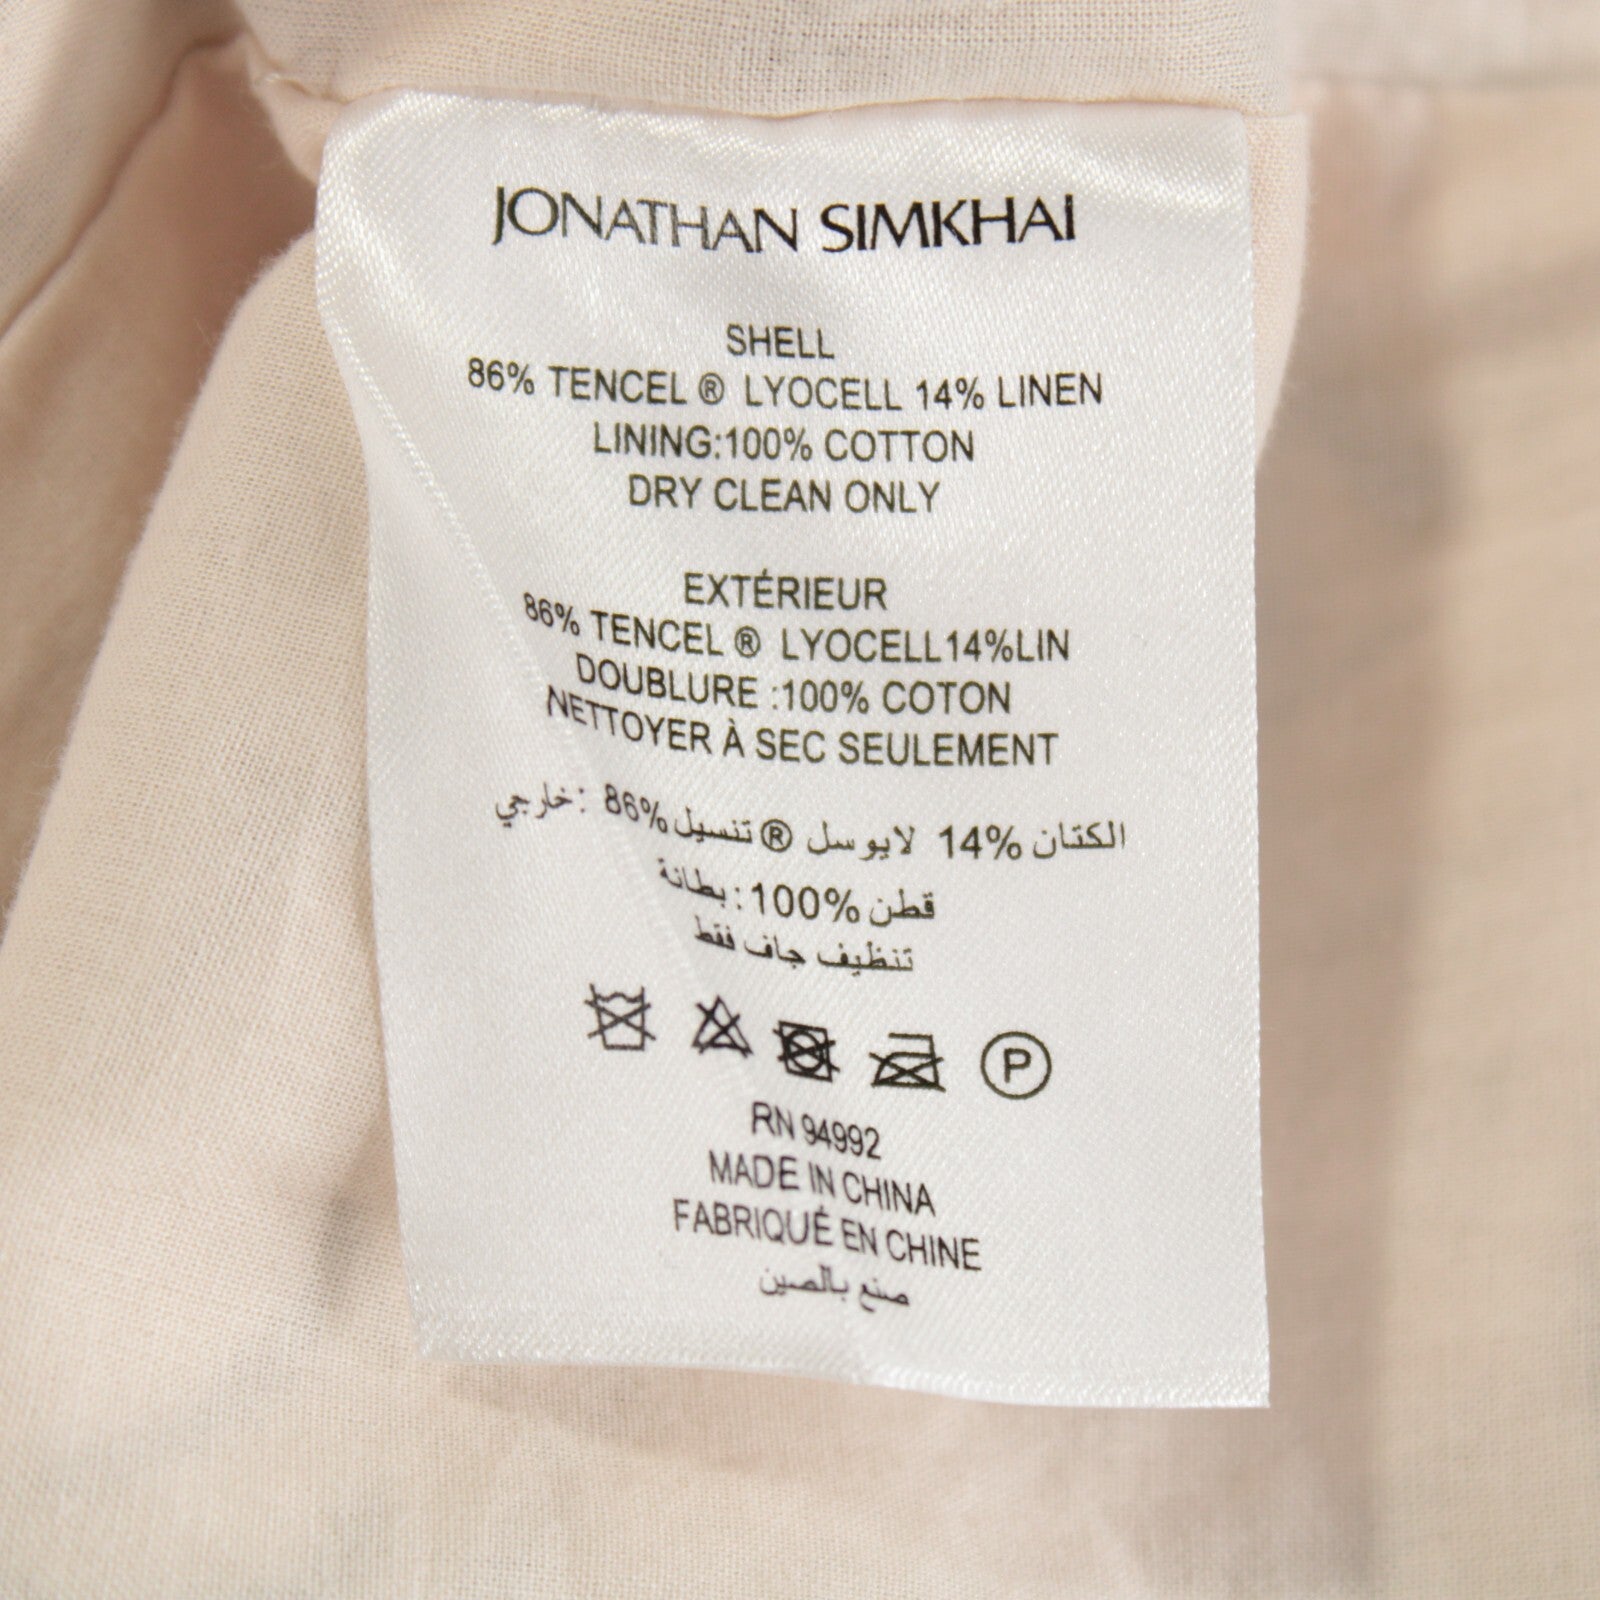 JONATHAN SIMKHAI
SHELL
86% TENCEL ® LYOCELL 14% LINEN
LINING:100% COTTON
DRY CLEAN ONLY
EXTÉRIEUR
86% TENCEL ® LYOCELL14%LIN
DOUBLURE :100% COTON
NETTOYER À SEC SEULEMENT
خارجي: 86% تنسيل® لايوسل 14% الكتان
بطانة:100% قطن
تنظيف جاف فقط
P
RN 94992
MADE IN CHINA
FABRIQUÉ EN CHINE
صنع بالصين